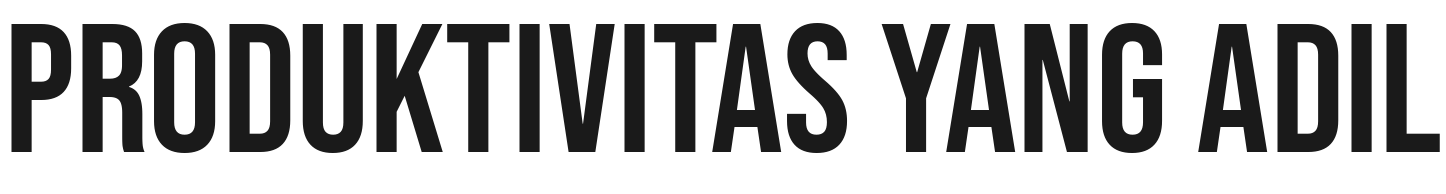 PRODUKTIVITAS YANG ADIL